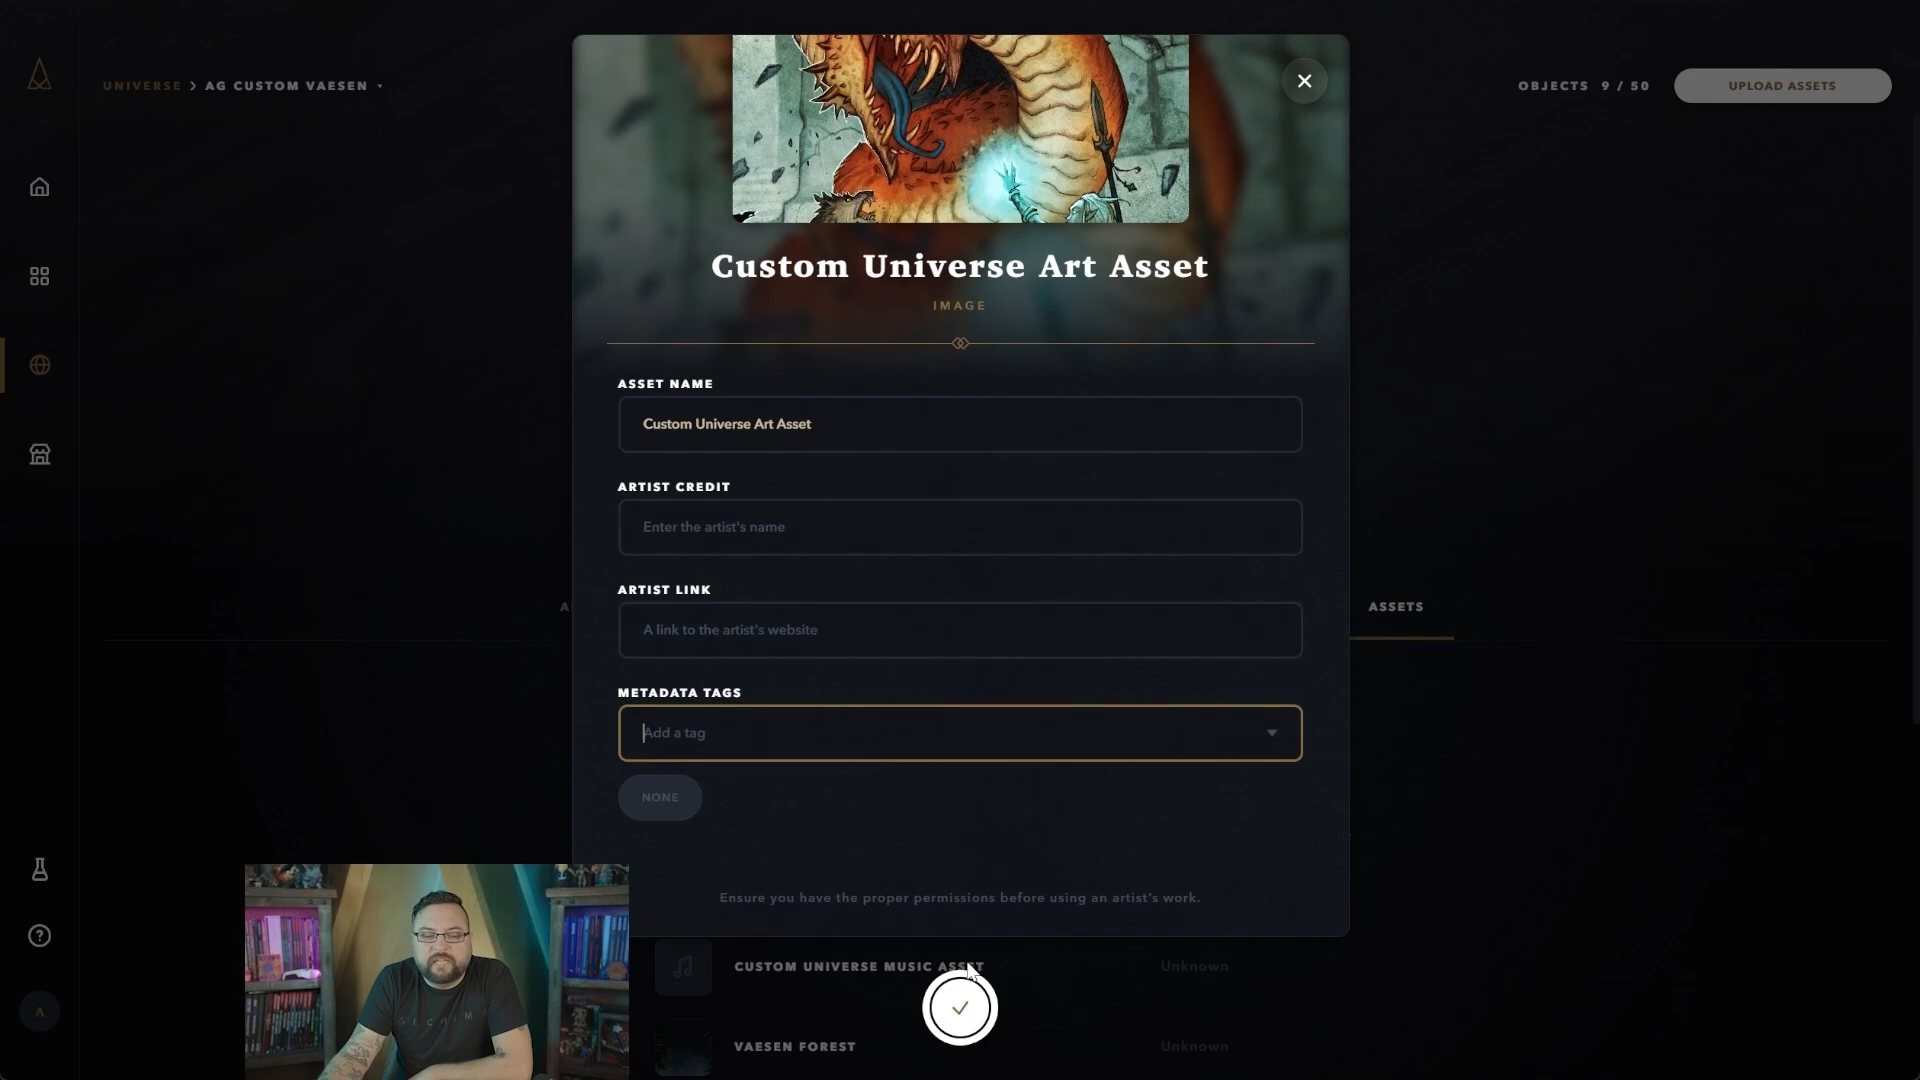 UNIVERSE > AG CUSTOM VAESEN
OBJECTS 9 / 50
UPLOAD ASSETS
Custom Universe Art Asset
IMAGE
ASSET NAME
Custom Universe Art Asset
ARTIST CREDIT
Enter the artist's name
ARTIST LINK
A link to the artist's website
A
ASSETS
METADATA TAGS
Add a tag
NONE
Ensure you have the proper permissions before using an artist's work.
CUSTOM UNIVERSE MUSIC ASSET
Unknown
VAESEN FOREST
Unknown
A